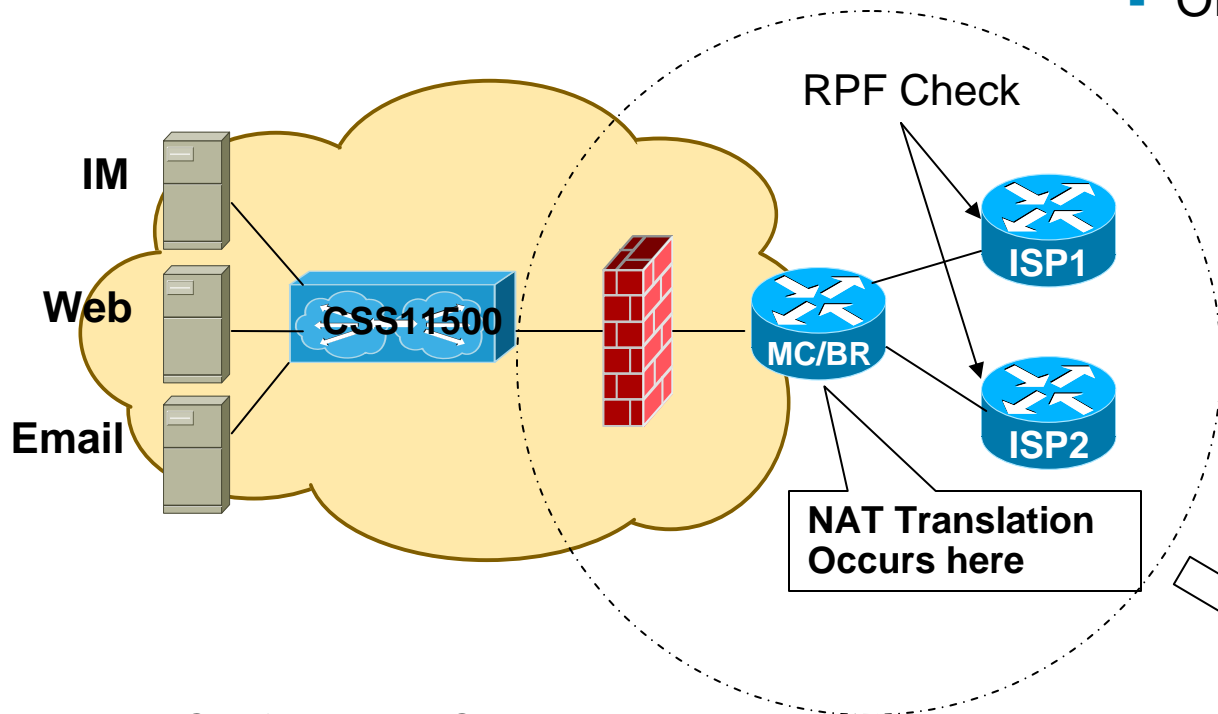 RPF Check
IM
ISP1
Web
CSS11500
MC/BR
Email
ISP2
NAT Translation
Occurs here